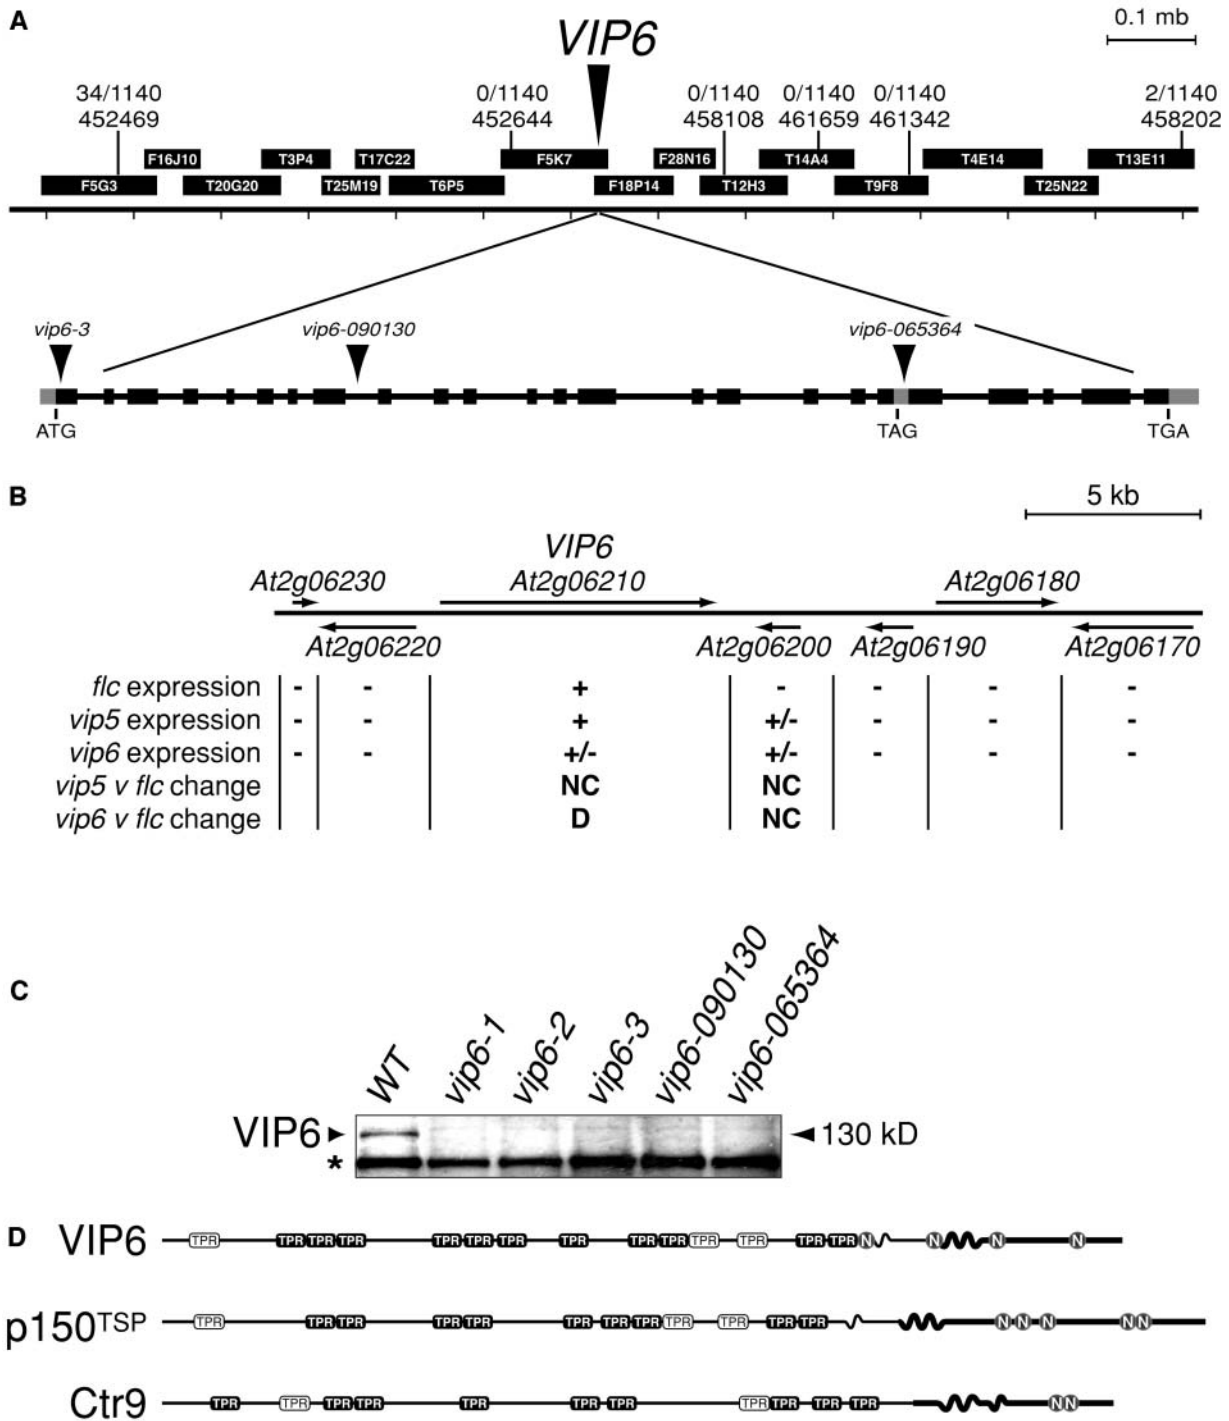 A
0.1 mb
VIP6
34/1140
452469
0/1140
452644
0/1140
458108
0/1140
461659
0/1140
461342
2/1140
458202
F16J10 T3P4 T17C22 F5K7 F28N16 T14A4 T4E14 T13E11
F5G3 T20G20 T25M19 T6P5 F18P14 T12H3 T9F8 T25N22
vip6-3 vip6-090130 vip6-065364
ATG TAG TGA
B
5 kb
VIP6
At2g06230 At2g06210 At2g06180
At2g06220 At2g06200 At2g06190 At2g06170
flc expression - - + - - - -
vip5 expression - - + +/- - - -
vip6 expression - - +/- +/- - - -
vip5 v flc change NC NC
vip6 v flc change D NC
C
WT vip6-1 vip6-2 vip6-3 vip6-090130 vip6-065364
VIP6 130 kD
*
D VIP6 TPR TPR TPR TPR TPR TPR TPR TPR TPR TPR TPR TPR TPR TPR N N N N
p150TSP TPR TPR TPR TPR TPR TPR TPR TPR TPR TPR TPR TPR N N N N N
Ctr9 TPR TPR TPR TPR TPR TPR TPR TPR TPR TPR TPR N N